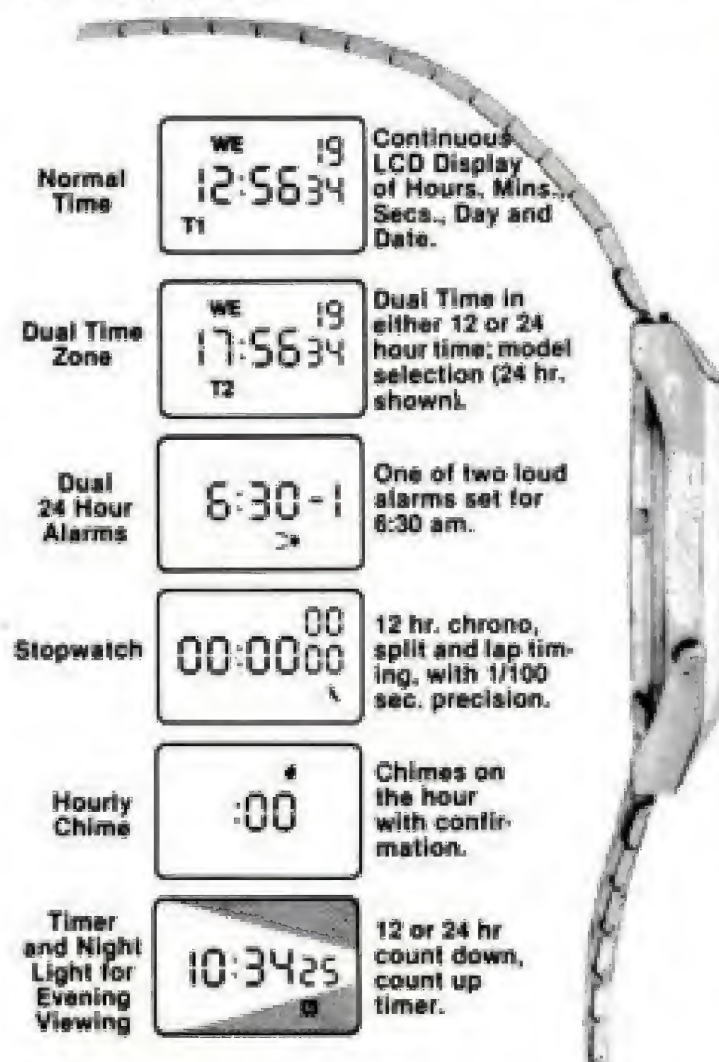 Normal
Time
WE 19
12:56 34
T1
Continuous
LCD Display
of Hours, Mins.,
Secs., Day and
Date.
Dual Time
Zone
WE 19
17:56 34
T2
Dual Time in
either 12 or 24
hour time; model
selection (24 hr.
shown).
Dual
24 Hour
Alarms
6:30-1
One of two loud
alarms set for
6:30 am.
Stopwatch
00
00:00 00
12 hr. chrono,
split and lap tim-
ing, with 1/100
sec. precision.
Hourly
Chime
:00
Chimes on
the hour
with confir-
mation.
Timer
and Night
Light for
Evening
Viewing
10:34 25
12 or 24 hr
count down,
count up
timer.